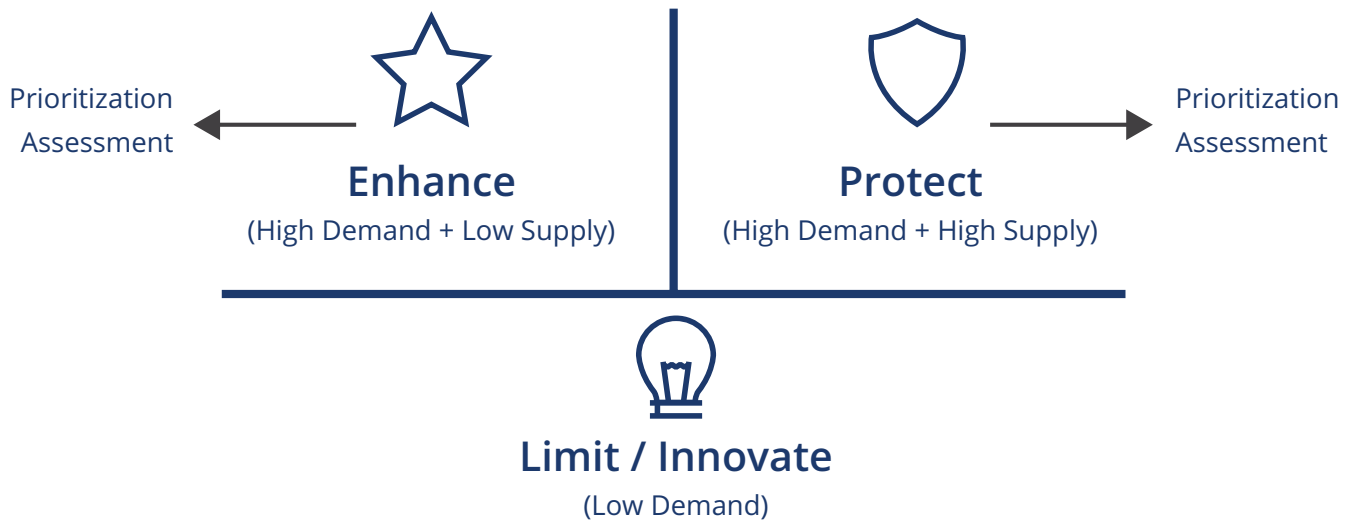 Prioritization
Assessment
Enhance
(High Demand + Low Supply)
Protect
(High Demand + High Supply)
Prioritization
Assessment
Limit / Innovate
(Low Demand)